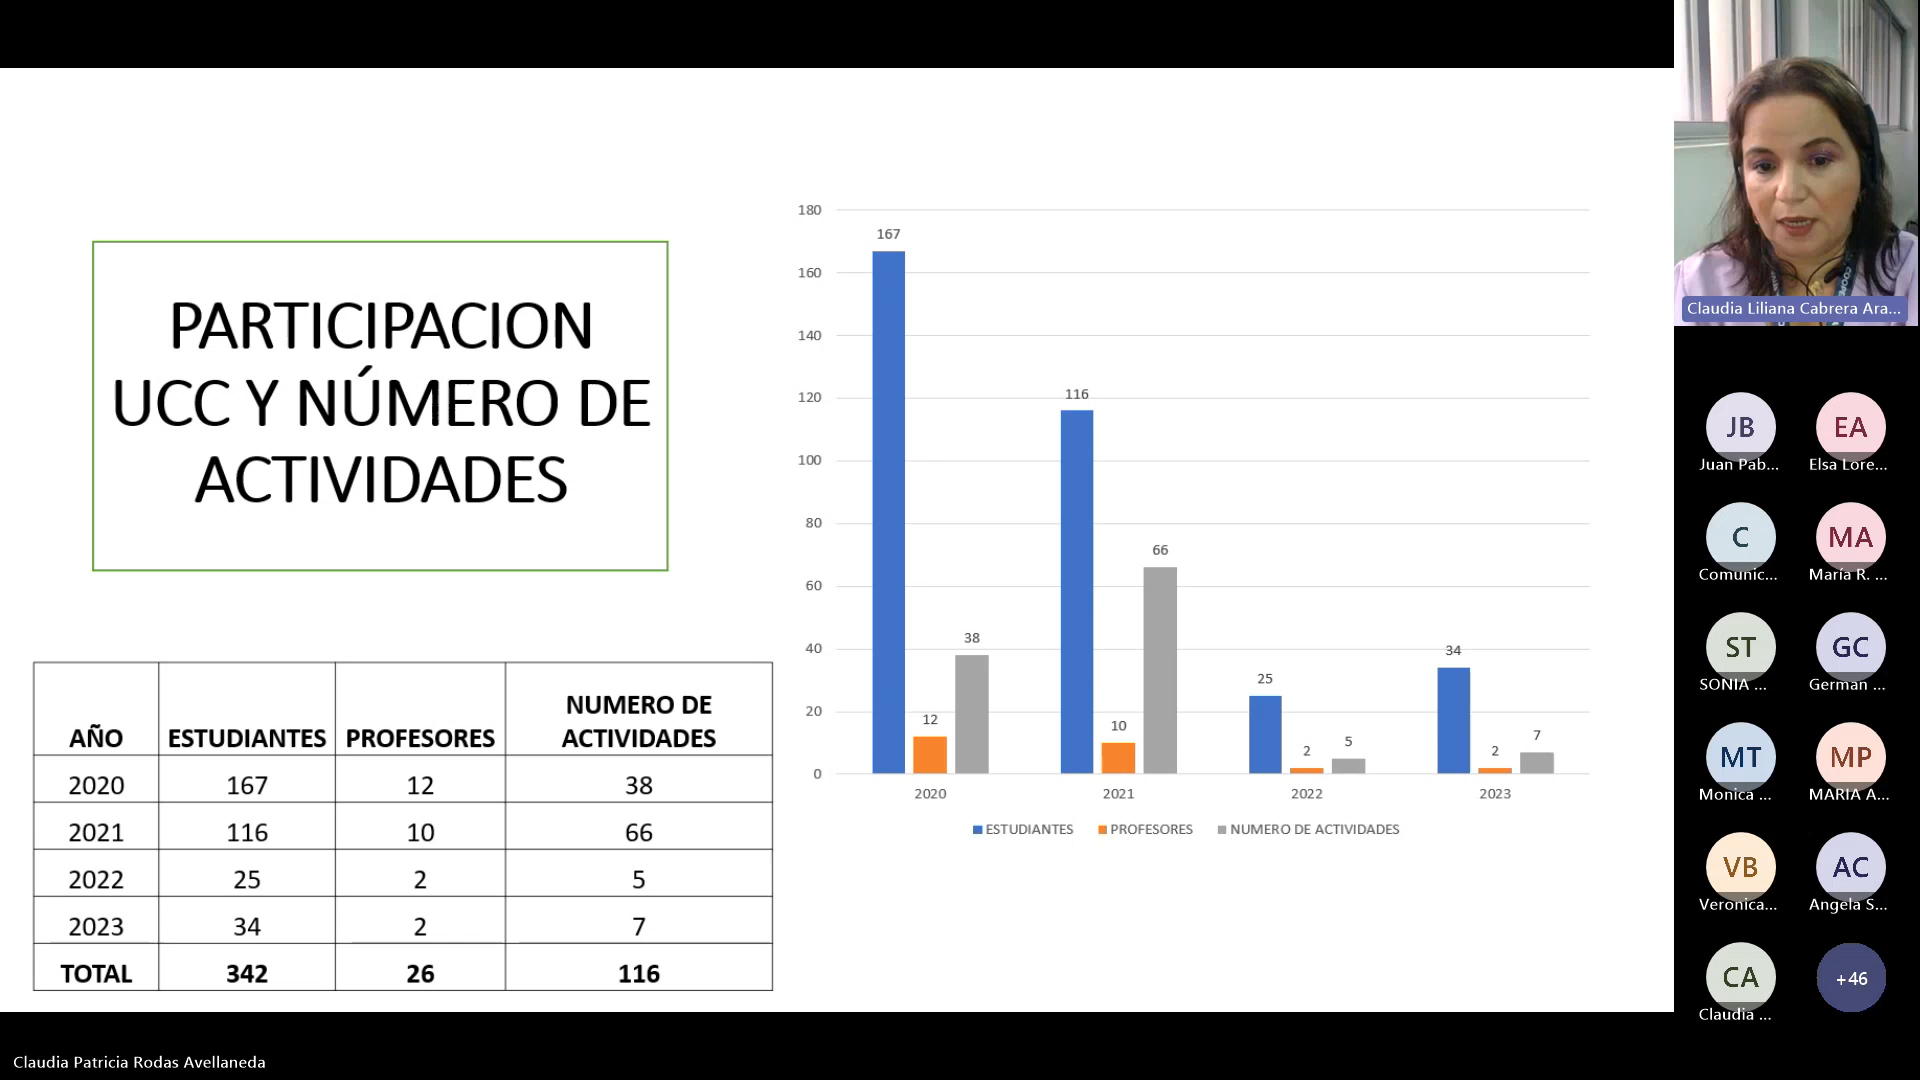 PARTICIPACION
UCC Y NÚMERO DE
ACTIVIDADES
AÑO ESTUDIANTES PROFESORES NUMERO DE ACTIVIDADES
2020 167 12 38
2021 116 10 66
2022 25 2 5
2023 34 2 7
TOTAL 342 26 116
180
160
140
120
100
80
60
40
20
0
167
12
38
116
10
66
25
2
5
34
2
7
2020 2021 2022 2023
ESTUDIANTES PROFESORES NUMERO DE ACTIVIDADES
Claudia Liliana Cabrera Ara...
JB EA
Juan Pab... Elsa Lore...
C MA
Comunic... María R. ...
ST GC
SONIA ... German ...
MT MP
Monica ... MARIA A...
VB AC
Veronica... Angela S...
CA +46
Claudia ...
Claudia Patricia Rodas Avellaneda